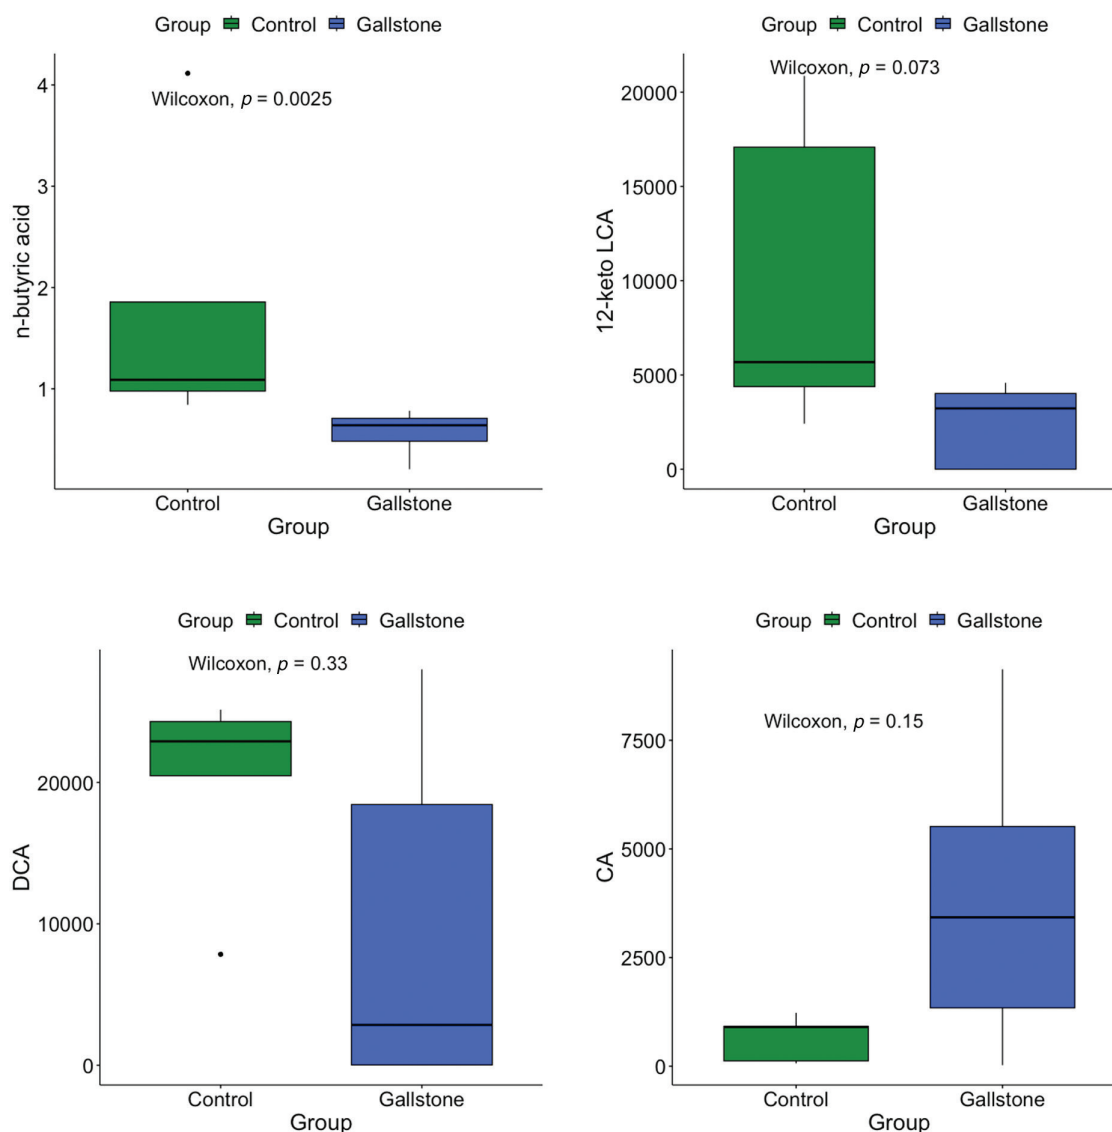 Group Control Gallstone
Wilcoxon, p = 0.0025
n-butyric acid
4
3
2
1
Control Gallstone
Group
Group Control Gallstone
Wilcoxon, p = 0.073
12-keto LCA
20000
15000
10000
5000
0
Control Gallstone
Group
Group Control Gallstone
Wilcoxon, p = 0.33
DCA
20000
10000
0
Control Gallstone
Group
Group Control Gallstone
Wilcoxon, p = 0.15
CA
7500
5000
2500
0
Control Gallstone
Group